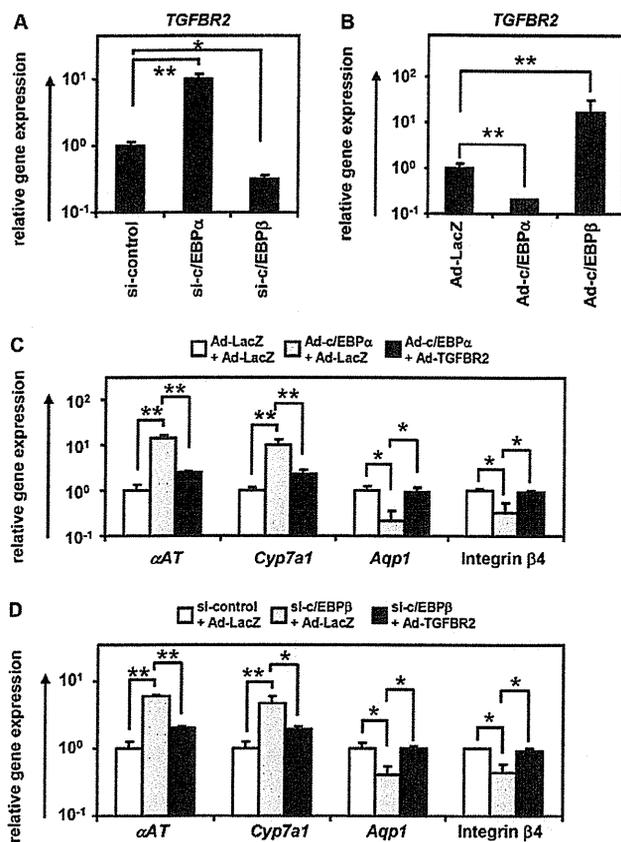 A
TGFBR2
relative gene expression
10¹
10⁰
10⁻¹
*
**
si-control
si-c/EBPα
si-c/EBPβ
B
TGFBR2
relative gene expression
10²
10¹
10⁰
10⁻¹
**
**
Ad-LacZ
Ad-c/EBPα
Ad-c/EBPβ
C
Ad-LacZ + Ad-LacZ
Ad-c/EBPα + Ad-LacZ
Ad-c/EBPα + Ad-TGFBR2
relative gene expression
10²
10¹
10⁰
10⁻¹
** ** ** ** * * * *
αAT Cyp7a1 Aqp1 Integrin β4
D
si-control + Ad-LacZ
si-c/EBPβ + Ad-LacZ
si-c/EBPβ + Ad-TGFBR2
relative gene expression
10¹
10⁰
10⁻¹
** ** ** * * * * *
αAT Cyp7a1 Aqp1 Integrin β4